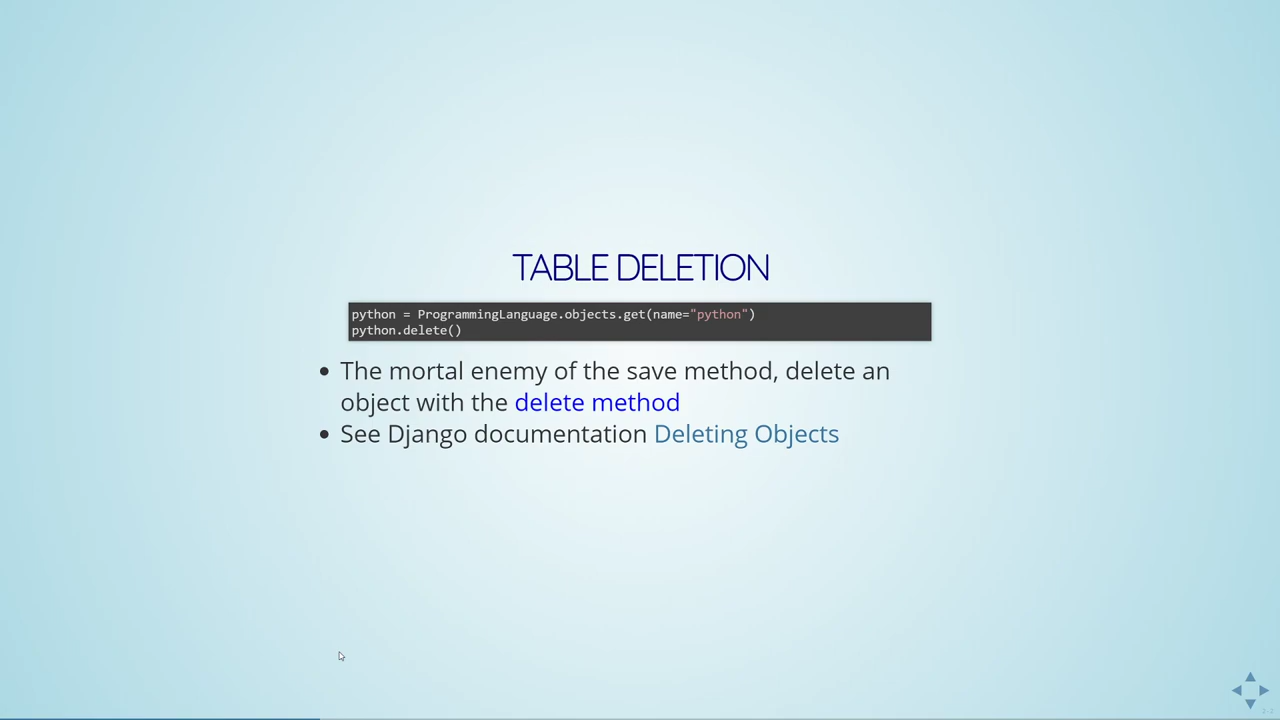 TABLE DELETION
python = ProgrammingLanguage.objects.get(name="python")
python.delete()
• The mortal enemy of the save method, delete an
object with the delete method
• See Django documentation Deleting Objects